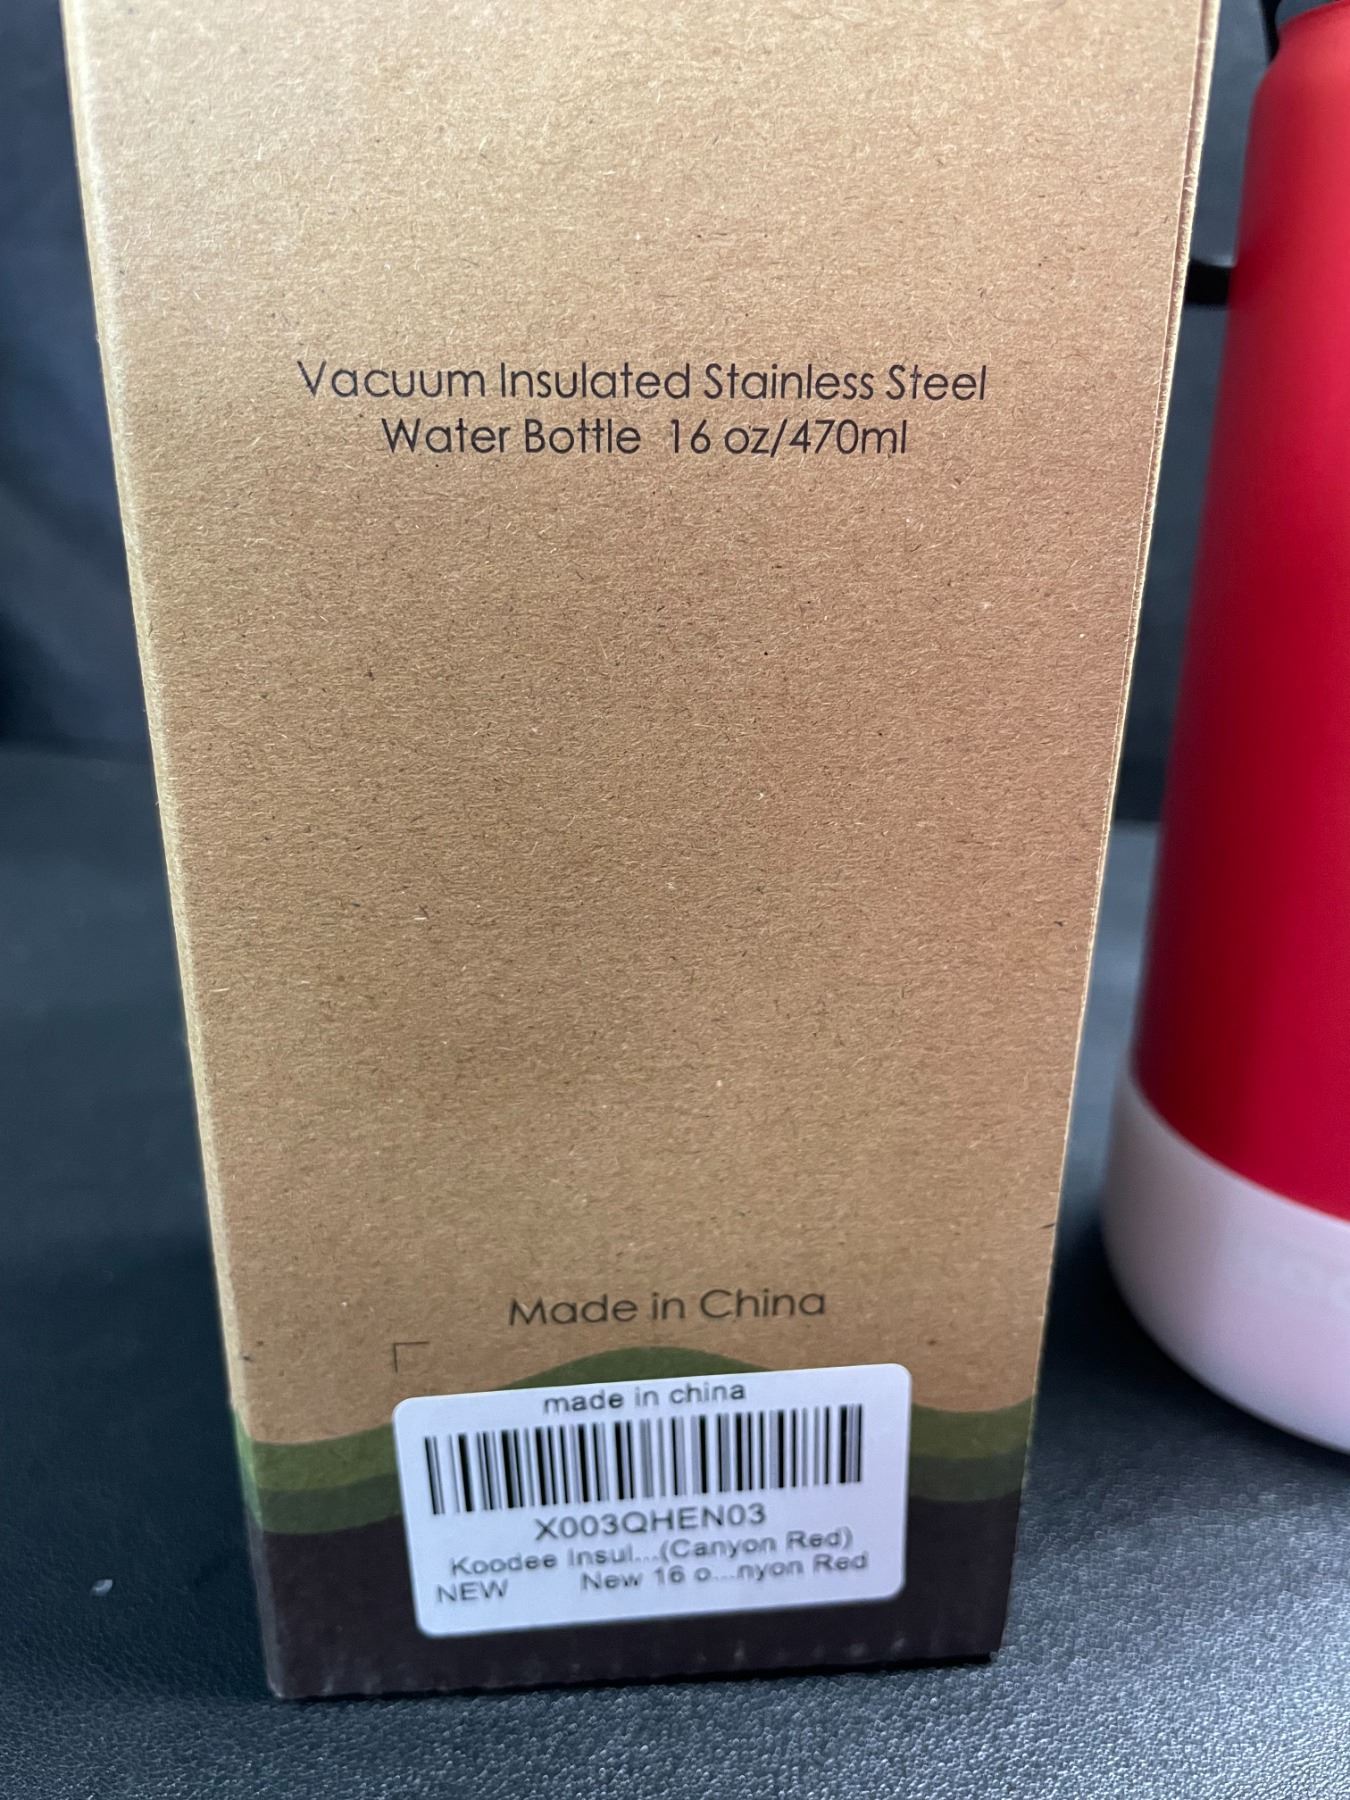 Vacuum Insulated Stainless Steel
Water Bottle 16 oz/470ml
Made in China
made in china
X003QHEN03
Koodee Insul...(Canyon Red)
NEW New 16 o...nyon Red